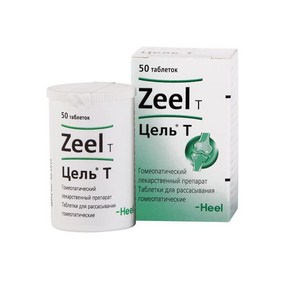 50 таблеток
Zeel T
Цель* Т
Гомеопатический
лекарственный препарат
Таблетки для рассасывания
гомеопатические
-Heel
50 таблеток
Zeel T
Цель* Т
Гомеопатический
лекарственный препарат
Таблетки для рассасывания
гомеопатические
-Heel